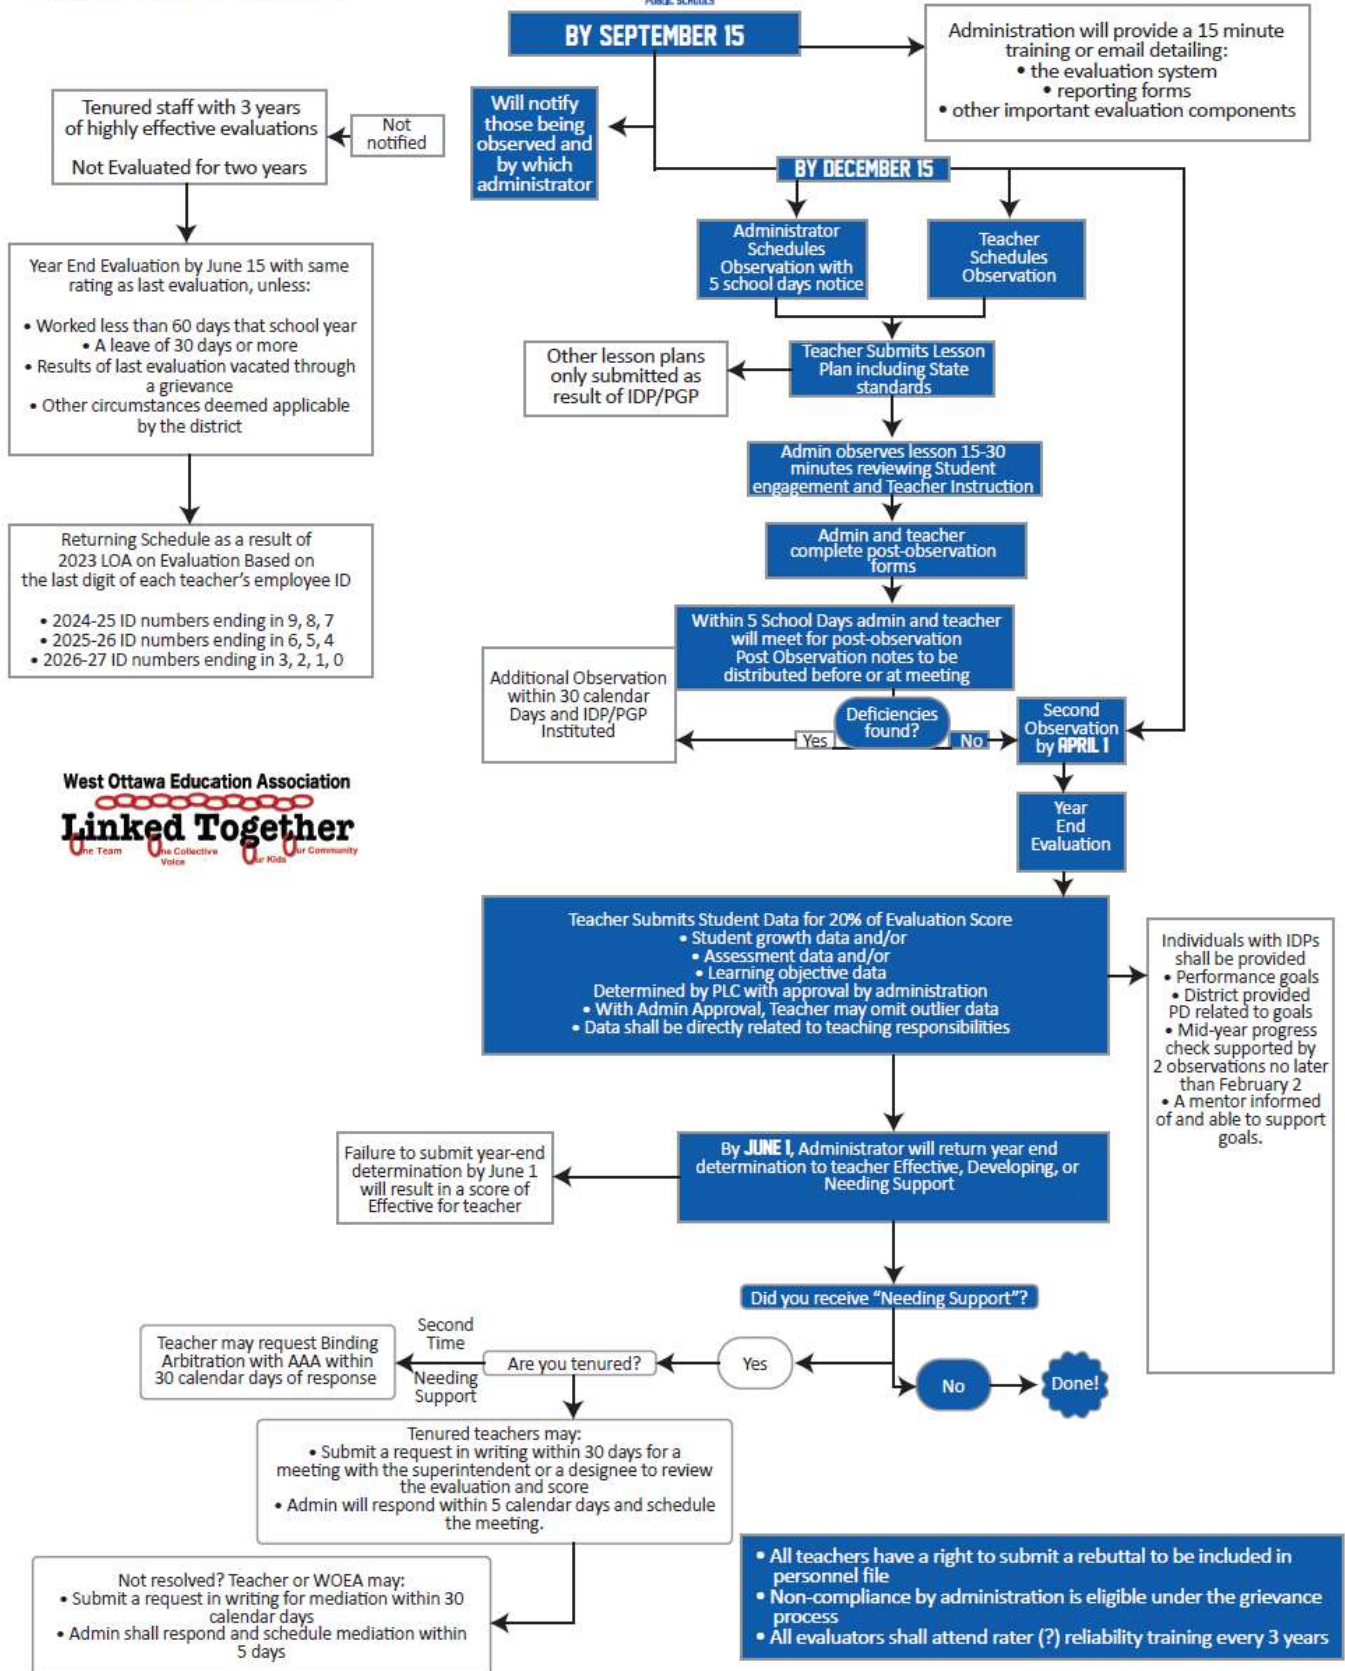 PUBLIC SCHOOLS
BY SEPTEMBER 15
Administration will provide a 15 minute
training or email detailing:
• the evaluation system
• reporting forms
• other important evaluation components
Tenured staff with 3 years
of highly effective evaluations
Not Evaluated for two years
Not
notified
Will notify
those being
observed and
by which
administrator
BY DECEMBER 15
Administrator
Schedules
Observation with
5 school days notice
Teacher
Schedules
Observation
Year End Evaluation by June 15 with same
rating as last evaluation, unless:
• Worked less than 60 days that school year
• A leave of 30 days or more
• Results of last evaluation vacated through
a grievance
• Other circumstances deemed applicable
by the district
Other lesson plans
only submitted as
result of IDP/PGP
Teacher Submits Lesson
Plan including State
standards
Admin observes lesson 15-30
minutes reviewing Student
engagement and Teacher Instruction
Returning Schedule as a result of
2023 LOA on Evaluation Based on
the last digit of each teacher's employee ID
• 2024-25 ID numbers ending in 9, 8, 7
• 2025-26 ID numbers ending in 6, 5, 4
• 2026-27 ID numbers ending in 3, 2, 1, 0
Admin and teacher
complete post-observation
forms
Within 5 School Days admin and teacher
will meet for post-observation
Post Observation notes to be
distributed before or at meeting
Additional Observation
within 30 calendar
Days and IDP/PGP
Instituted
Yes
Deficiencies
found?
No
Second
Observation
by APRIL 1
West Ottawa Education Association
Linked Together
One Team
One Collective
Voice
Our Kids
Our Community
Year
End
Evaluation
Teacher Submits Student Data for 20% of Evaluation Score
• Student growth data and/or
• Assessment data and/or
• Learning objective data
Determined by PLC with approval by administration
• With Admin Approval, Teacher may omit outlier data
• Data shall be directly related to teaching responsibilities
Individuals with IDPs
shall be provided
• Performance goals
• District provided
PD related to goals
• Mid-year progress
check supported by
2 observations no later
than February 2
• A mentor informed
of and able to support
goals.
Failure to submit year-end
determination by June 1
will result in a score of
Effective for teacher
By JUNE 1, Administrator will return year end
determination to teacher Effective, Developing, or
Needing Support
Did you receive "Needing Support"?
Teacher may request Binding
Arbitration with AAA within
30 calendar days of response
Second
Time
Needing
Support
Are you tenured?
Yes
No
Done!
Tenured teachers may:
• Submit a request in writing within 30 days for a
meeting with the superintendent or a designee to review
the evaluation and score
• Admin will respond within 5 calendar days and schedule
the meeting.
Not resolved? Teacher or WOEA may:
• Submit a request in writing for mediation within 30
calendar days
• Admin shall respond and schedule mediation within
5 days
• All teachers have a right to submit a rebuttal to be included in
personnel file
• Non-compliance by administration is eligible under the grievance
process
• All evaluators shall attend rater (?) reliability training every 3 years